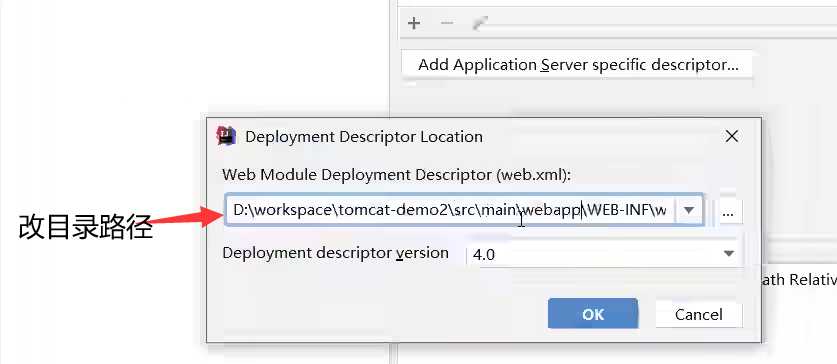 Add Application Server specific descriptor...
Deployment Descriptor Location
Web Module Deployment Descriptor (web.xml):
改目录路径
D:\workspace\tomcat-demo2\src\main\webapp\WEB-INF\w
...
Deployment descriptor version
4.0
ath Relativ
OK
Cancel